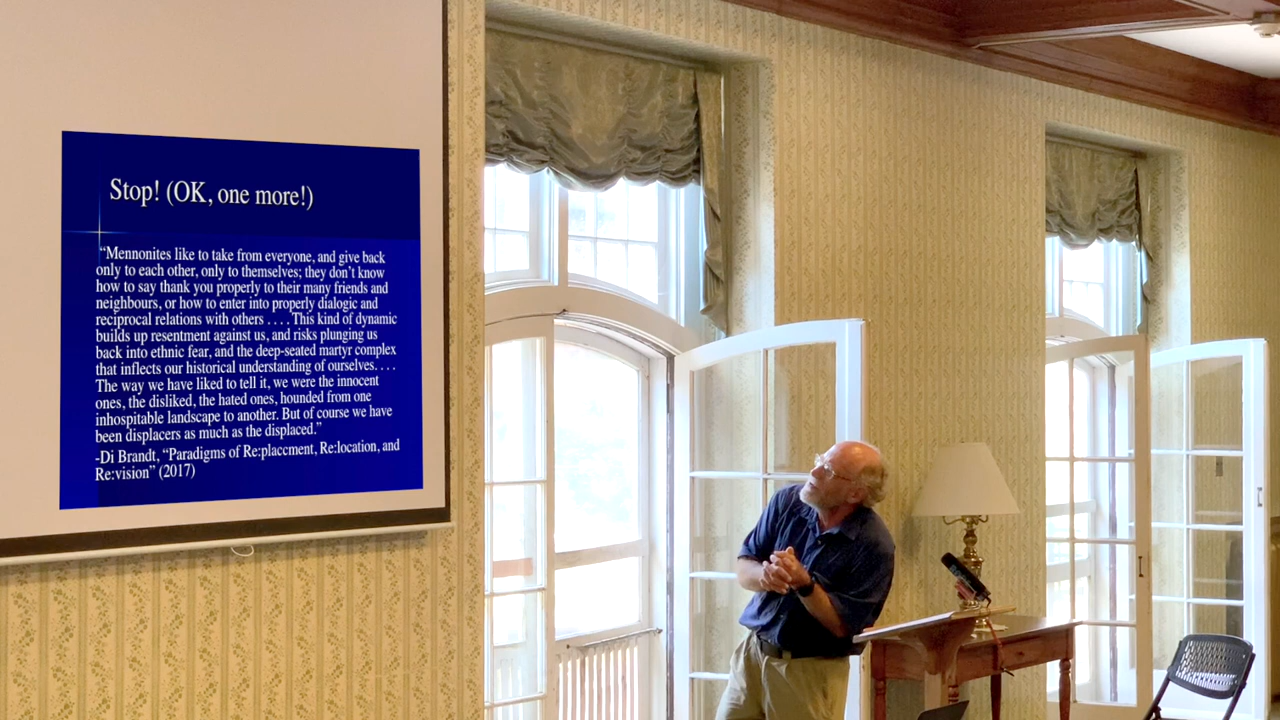 Stop! (OK, one more!)
“Mennonites like to take from everyone, and give back
only to each other, only to themselves; they don’t know
how to say thank you properly to their many friends and
neighbours, or how to enter into properly dialogic and
reciprocal relations with others . . . . This kind of dynamic
builds up resentment against us, and risks plunging us
back into ethnic fear, and the deep-seated martyr complex
that inflects our historical understanding of ourselves. . . .
The way we have liked to tell it, we were the innocent
ones, the disliked, the hated ones, hounded from one
inhospitable landscape to another. But of course we have
been displacers as much as the displaced.”
-Di Brandt, “Paradigms of Re:placment, Re:location, and
Re:vision” (2017)